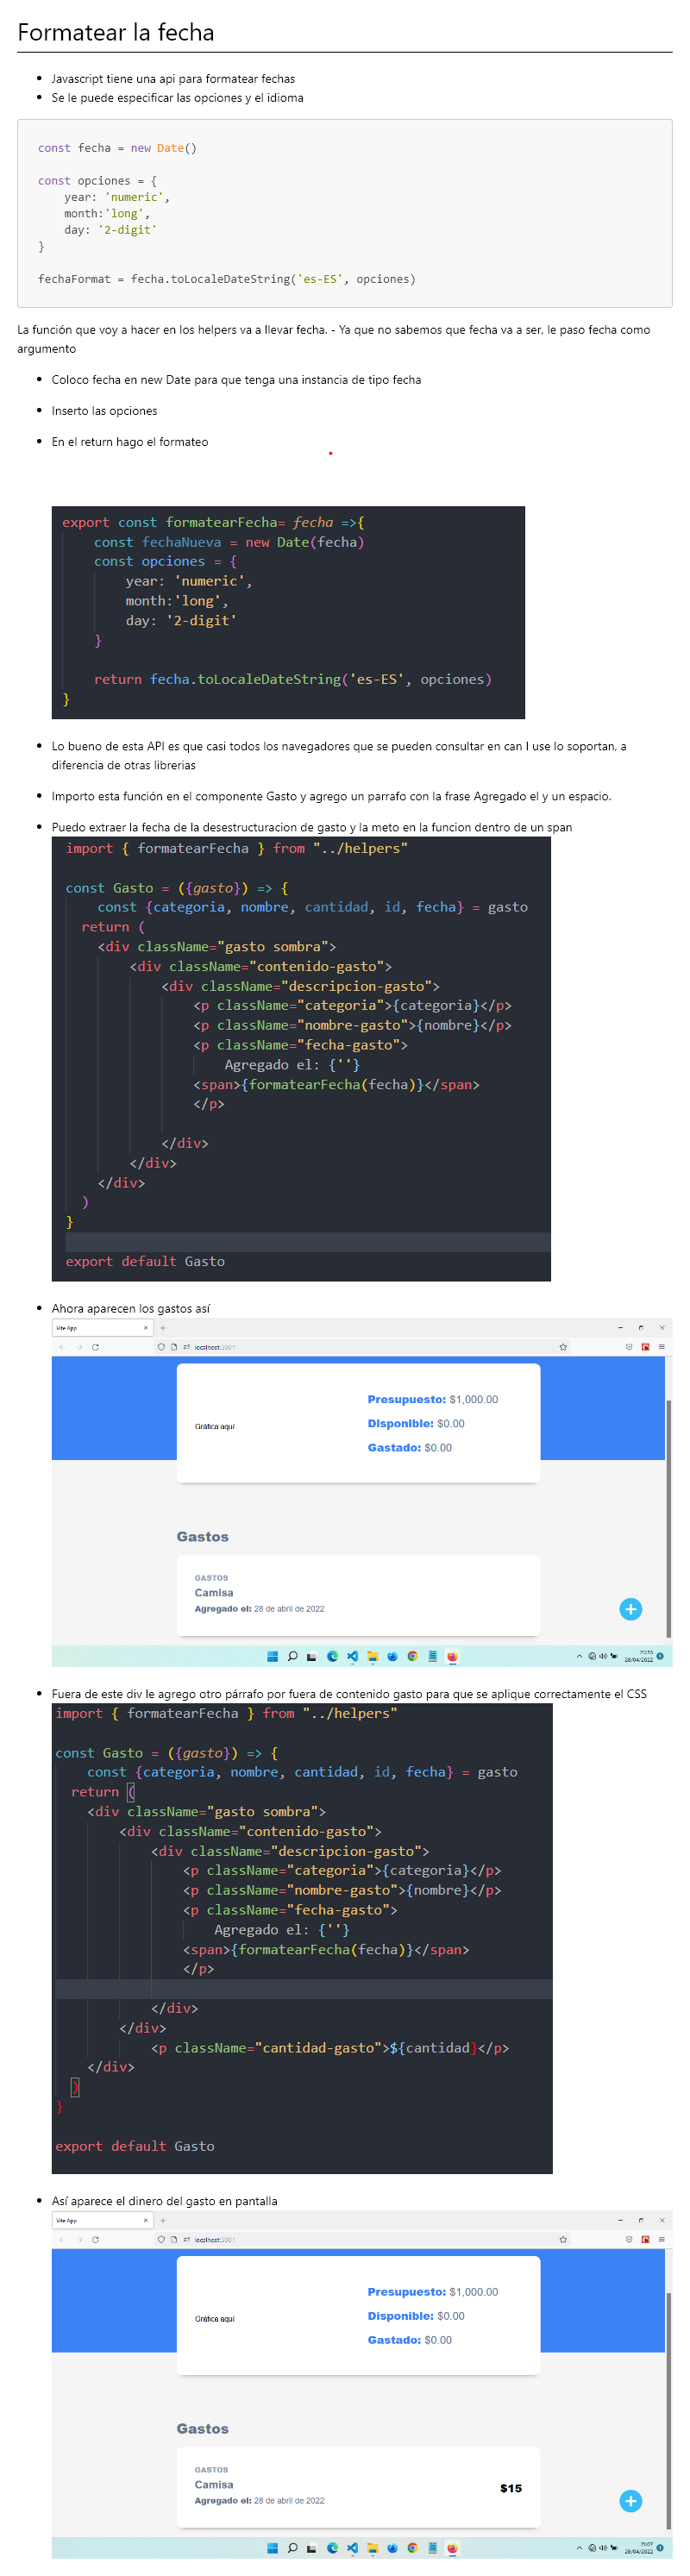 Formatear la fecha
• Javascript tiene una api para formatear fechas
• Se le puede especificar las opciones y el idioma
const fecha = new Date()
const opciones = {
year: 'numeric',
month:'long',
day: '2-digit'
}
fechaFormat = fecha.toLocaleDateString('es-ES', opciones)
La función que voy a hacer en los helpers va a llevar fecha. - Ya que no sabemos que fecha va a ser, le paso fecha como
argumento
• Coloco fecha en new Date para que tenga una instancia de tipo fecha
• Inserto las opciones
• En el return hago el formateo
export const formatearFecha= fecha =>{
const fechaNueva = new Date(fecha)
const opciones = {
year: 'numeric',
month:'long',
day: '2-digit'
}
return fecha.toLocaleDateString('es-ES', opciones)
}
• Lo bueno de esta API es que casi todos los navegadores que se pueden consultar en can I use lo soportan, a
diferencia de otras librerias
• Importo esta función en el componente Gasto y agrego un parrafo con la frase Agregado el y un espacio.
• Puedo extraer la fecha de la desestructuracion de gasto y la meto en la funcion dentro de un span
import { formatearFecha } from "../helpers"
const Gasto = ({gasto}) => {
const {categoria, nombre, cantidad, id, fecha} = gasto
return (
<div className="gasto sombra">
<div className="contenido-gasto">
<div className="descripcion-gasto">
<p className="categoria">{categoria}</p>
<p className="nombre-gasto">{nombre}</p>
<p className="fecha-gasto">
Agregado el: {''}
<span>{formatearFecha(fecha)}</span>
</p>
</div>
</div>
</div>
)
}
export default Gasto
• Ahora aparecen los gastos así
Vite App
localhost:3001
Presupuesto: $1,000.00
Gráfica aquí
Disponible: $0.00
Gastado: $0.00
Gastos
GASTOS
Camisa
Agregado el: 28 de abril de 2022
28/04/2022
• Fuera de este div le agrego otro párrafo por fuera de contenido gasto para que se aplique correctamente el CSS
import { formatearFecha } from "../helpers"
const Gasto = ({gasto}) => {
const {categoria, nombre, cantidad, id, fecha} = gasto
return (
<div className="gasto sombra">
<div className="contenido-gasto">
<div className="descripcion-gasto">
<p className="categoria">{categoria}</p>
<p className="nombre-gasto">{nombre}</p>
<p className="fecha-gasto">
Agregado el: {''}
<span>{formatearFecha(fecha)}</span>
</p>
</div>
</div>
<p className="cantidad-gasto">${cantidad}</p>
</div>
)
}
export default Gasto
• Así aparece el dinero del gasto en pantalla
Vite App
localhost:3001
Presupuesto: $1,000.00
Gráfica aquí
Disponible: $0.00
Gastado: $0.00
Gastos
GASTOS
Camisa
$15
Agregado el: 28 de abril de 2022
28/04/2022